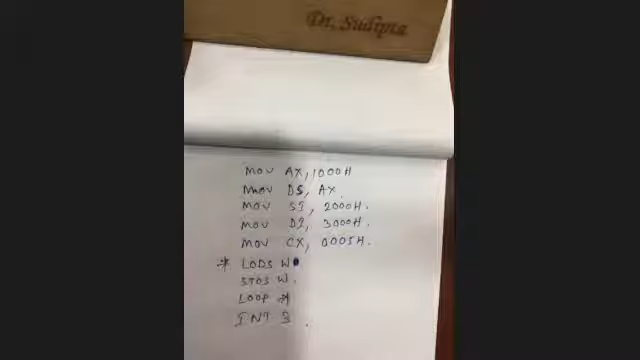 Dr. Sudipta
MOV AX, 1000H
MOV DS, AX.
MOV SI, 2000H.
MOV DI, 3000H.
MOV CX, 0005H.
* LODS W
STOS W.
LOOP *
INT 3.